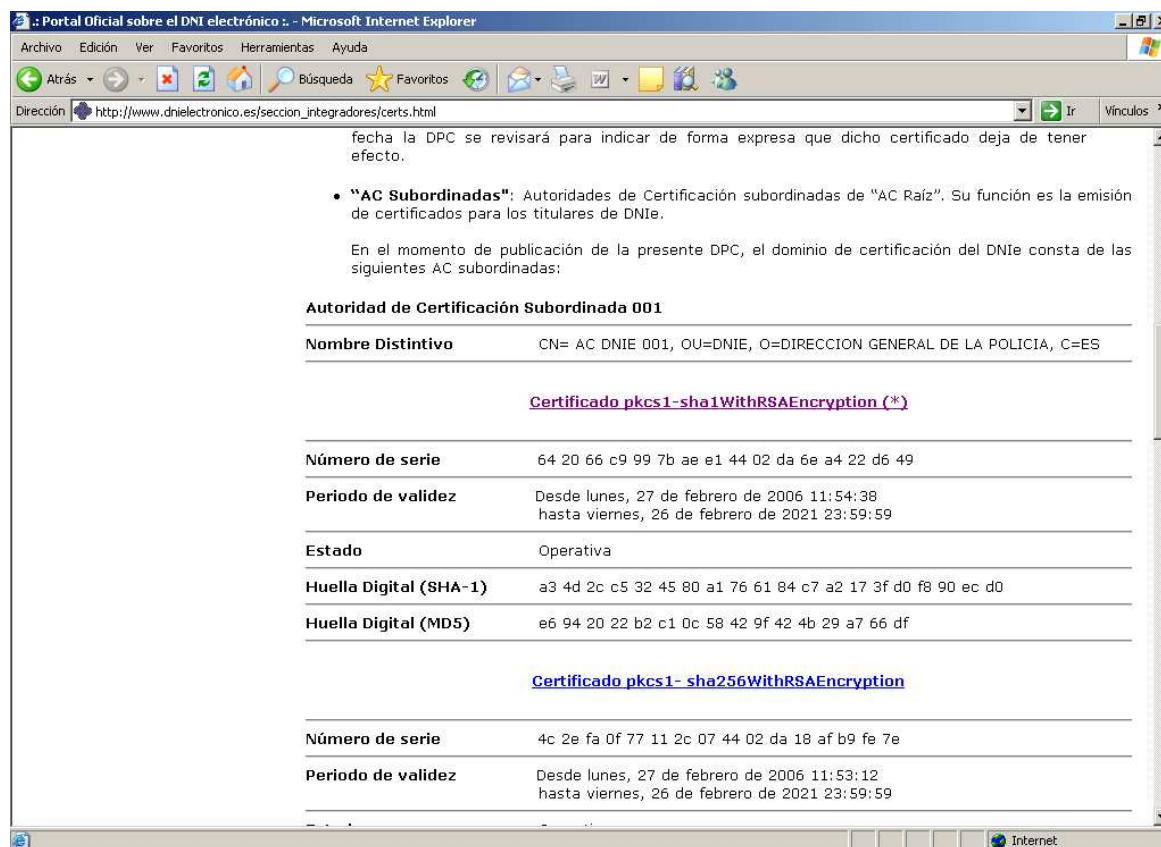 .: Portal Oficial sobre el DNI electrónico :. - Microsoft Internet Explorer
Archivo Edición Ver Favoritos Herramientas Ayuda
Atrás Búsqueda Favoritos
Dirección http://www.dnielectronico.es/seccion_integradores/certs.html Ir Vínculos
fecha la DPC se revisará para indicar de forma expresa que dicho certificado deja de tener
efecto.
• "AC Subordinadas": Autoridades de Certificación subordinadas de "AC Raíz". Su función es la emisión
de certificados para los titulares de DNIe.
En el momento de publicación de la presente DPC, el dominio de certificación del DNIe consta de las
siguientes AC subordinadas:
Autoridad de Certificación Subordinada 001
Nombre Distintivo CN= AC DNIE 001, OU=DNIE, O=DIRECCION GENERAL DE LA POLICIA, C=ES
Certificado pkcs1-sha1WithRSAEncryption (*)
Número de serie 64 20 66 c9 99 7b ae e1 44 02 da 6e a4 22 d6 49
Periodo de validez Desde lunes, 27 de febrero de 2006 11:54:38
hasta viernes, 26 de febrero de 2021 23:59:59
Estado Operativa
Huella Digital (SHA-1) a3 4d 2c c5 32 45 80 a1 76 61 84 c7 a2 17 3f d0 f8 90 ec d0
Huella Digital (MD5) e6 94 20 22 b2 c1 0c 58 42 9f 42 4b 29 a7 66 df
Certificado pkcs1- sha256WithRSAEncryption
Número de serie 4c 2e fa 0f 77 11 2c 07 44 02 da 18 af b9 fe 7e
Periodo de validez Desde lunes, 27 de febrero de 2006 11:53:12
hasta viernes, 26 de febrero de 2021 23:59:59
Internet